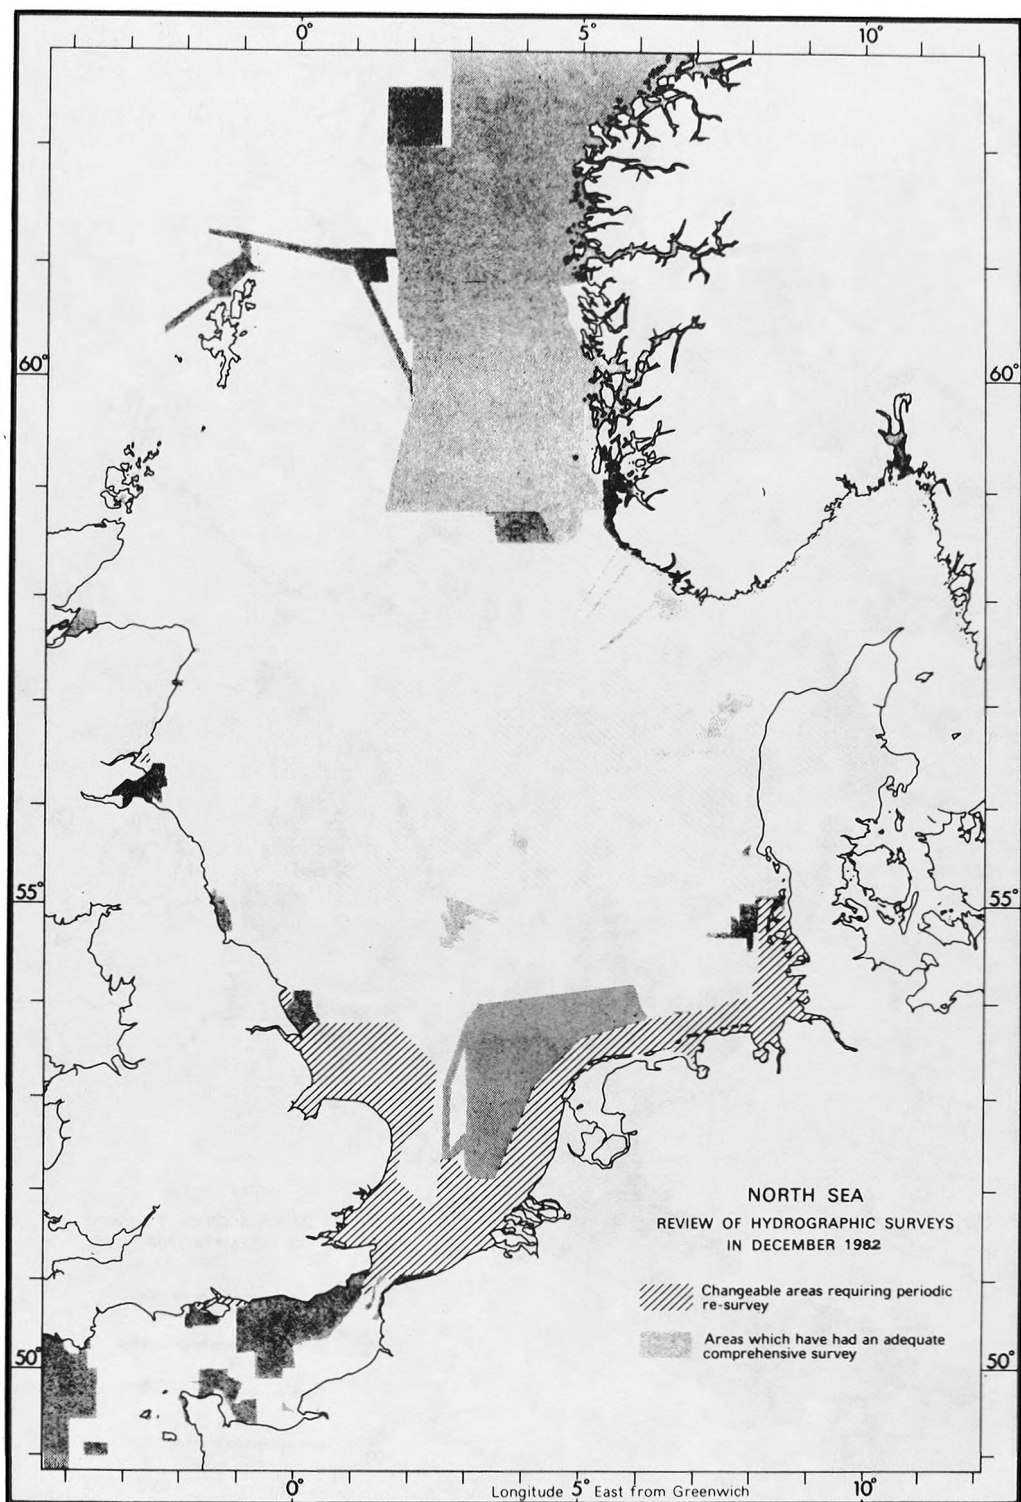 0° 5° 10°
60° 60°
55° 55°
NORTH SEA
REVIEW OF HYDROGRAPHIC SURVEYS
IN DECEMBER 1982
Changeable areas requiring periodic
re-survey
Areas which have had an adequate
comprehensive survey
50° 50°
0° 5° 10°
Longitude East from Greenwich